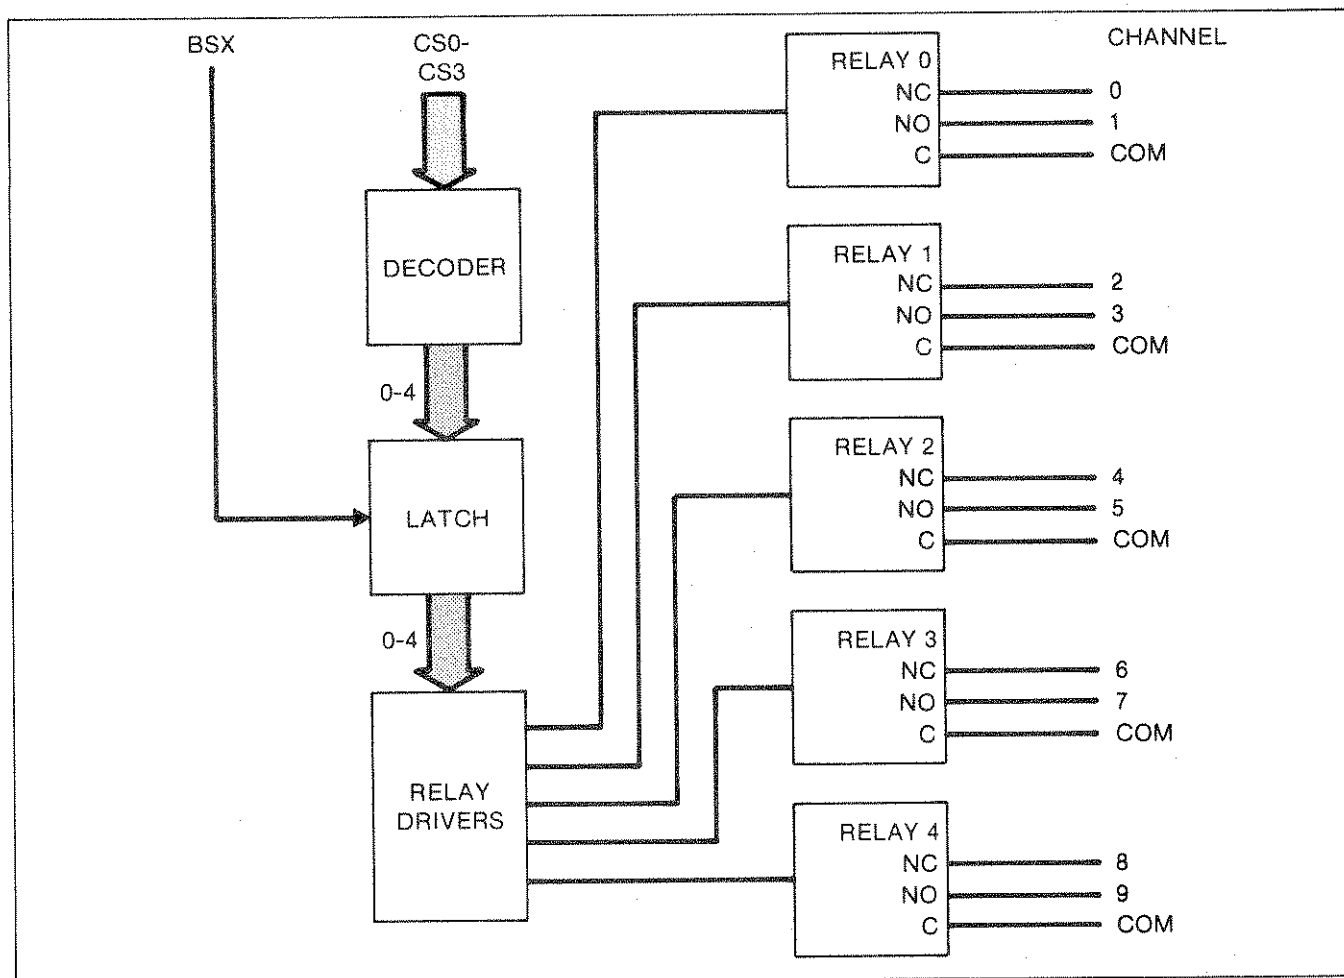 BSX
CS0-
CS3
CHANNEL
RELAY 0
NC 0
NO 1
C COM
DECODER
RELAY 1
NC 2
NO 3
C COM
0-4
LATCH
RELAY 2
NC 4
NO 5
C COM
0-4
RELAY
DRIVERS
RELAY 3
NC 6
NO 7
C COM
RELAY 4
NC 8
NO 9
C COM